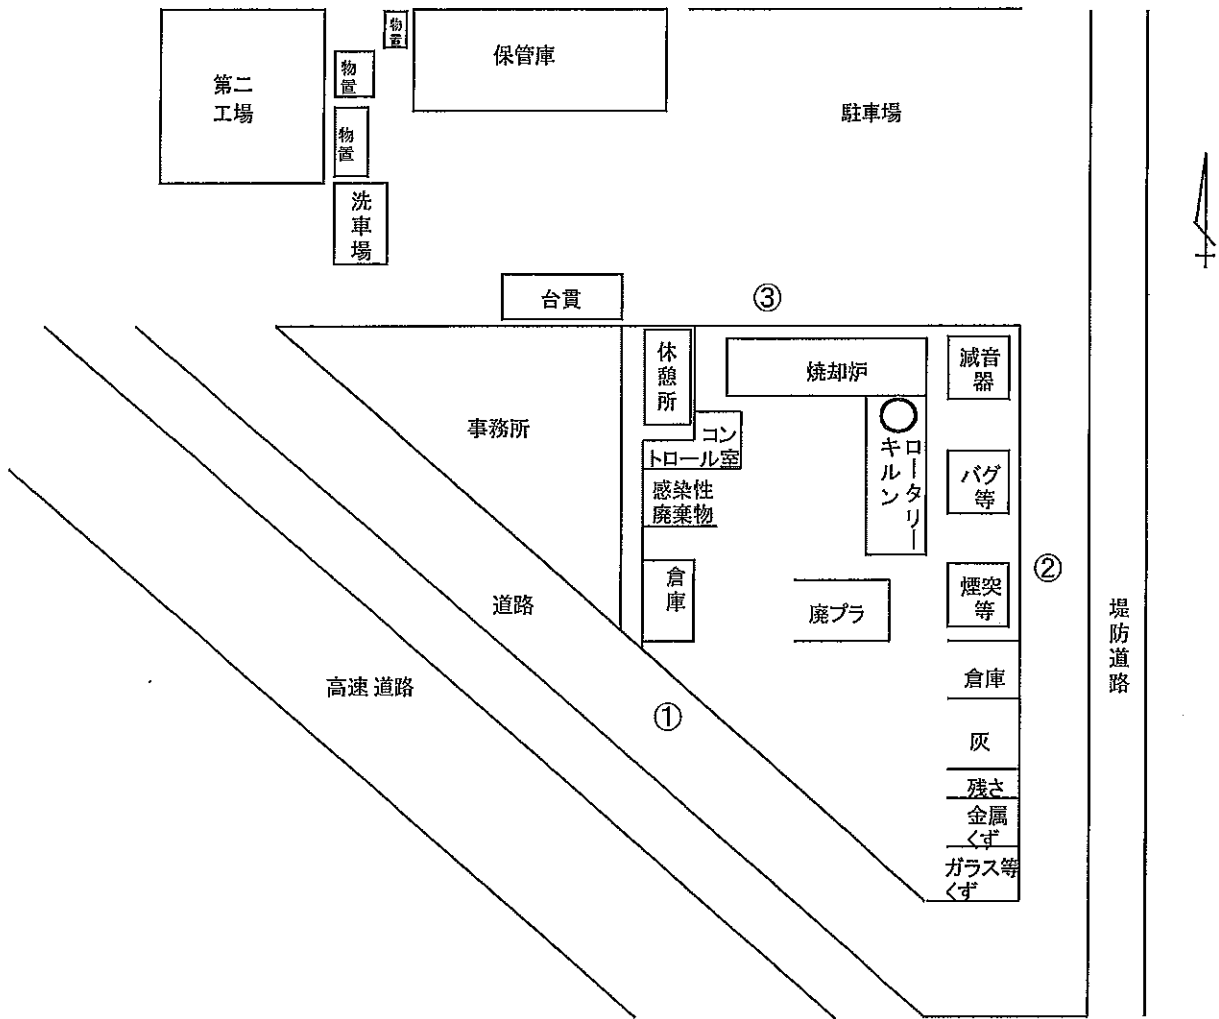 物
置
保管庫
第二
工場
物
置
駐車場
物
置
洗
車
場
台貫
③
休
憩
所
焼却炉
減音
器
事務所
コン
トロール室
ロータリー
キルン
バグ
等
感染性
廃棄物
②
倉
庫
廃プラ
煙突
等
道路
堤
防
道
路
高速道路
倉庫
①
灰
残さ
金属
くず
ガラス等
くず